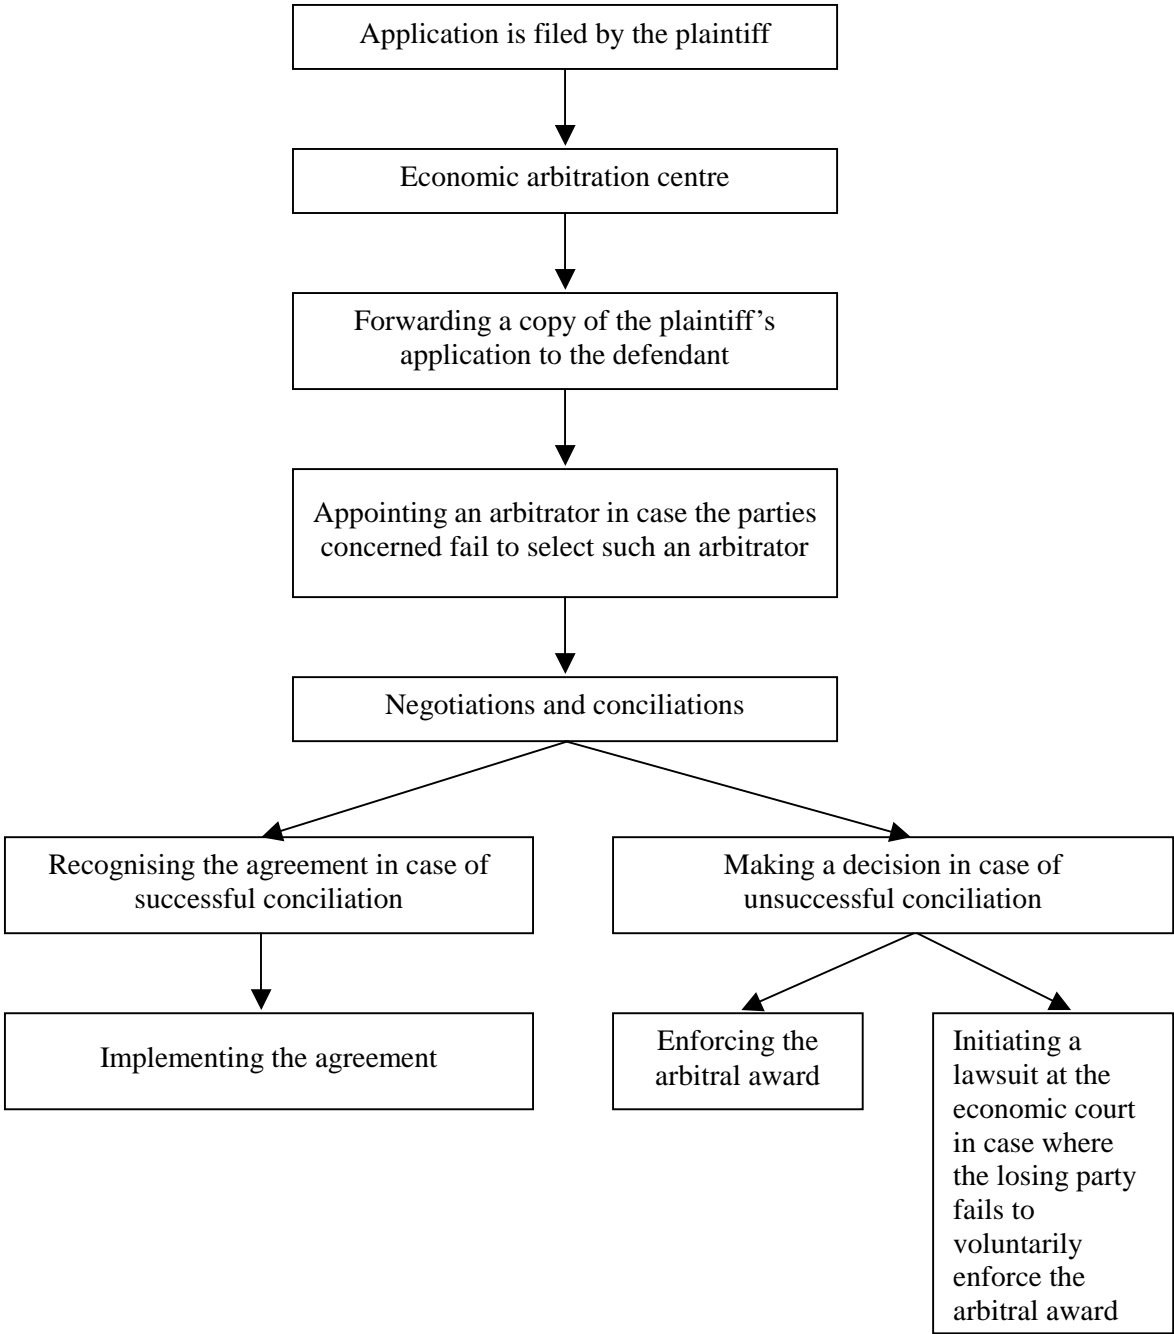 Application is filed by the plaintiff
Economic arbitration centre
Forwarding a copy of the plaintiff’s
application to the defendant
Appointing an arbitrator in case the parties
concerned fail to select such an arbitrator
Negotiations and conciliations
Recognising the agreement in case of
successful conciliation
Making a decision in case of
unsuccessful conciliation
Implementing the agreement
Enforcing the
arbitral award
Initiating a
lawsuit at the
economic court
in case where
the losing party
fails to
voluntarily
enforce the
arbitral award